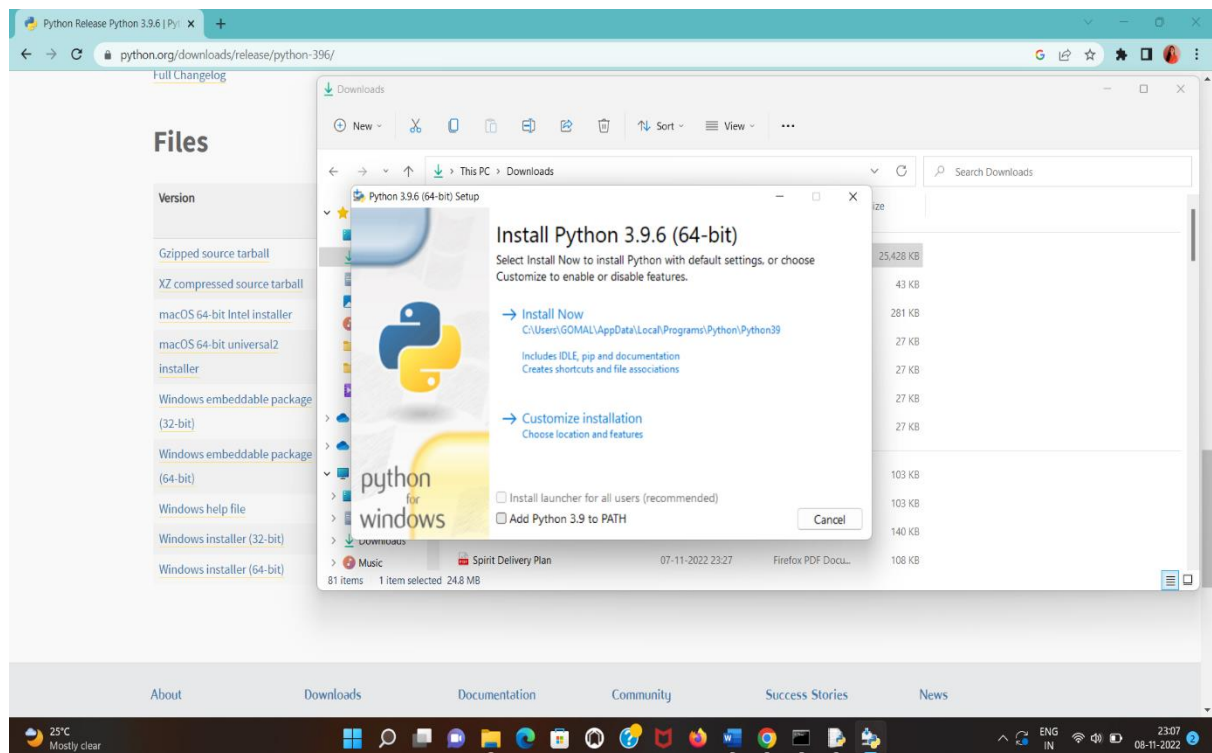 Python Release Python 3.9.6 | Pyt
python.org/downloads/release/python-396/
Full Changelog
Files
Version
Gzipped source tarball
XZ compressed source tarball
macOS 64-bit Intel installer
macOS 64-bit universal2
installer
Windows embeddable package
(32-bit)
Windows embeddable package
(64-bit)
Windows help file
Windows installer (32-bit)
Windows installer (64-bit)
Downloads
New
Sort
View
This PC > Downloads
Search Downloads
ize
25,428 KB
43 KB
281 KB
27 KB
27 KB
27 KB
27 KB
103 KB
103 KB
140 KB
Downloads
Music
Spirit Delivery Plan 07-11-2022 23:27 Firefox PDF Docu... 108 KB
81 items 1 item selected 24.8 MB
Python 3.9.6 (64-bit) Setup
Install Python 3.9.6 (64-bit)
Select Install Now to install Python with default settings, or choose
Customize to enable or disable features.
Install Now
C:\Users\GOMAL\AppData\Local\Programs\Python\Python39
Includes IDLE, pip and documentation
Creates shortcuts and file associations
Customize installation
Choose location and features
python
for
windows
Install launcher for all users (recommended)
Add Python 3.9 to PATH
Cancel
About Downloads Documentation Community Success Stories News
25°C
Mostly clear
ENG
IN
23:07
08-11-2022
2